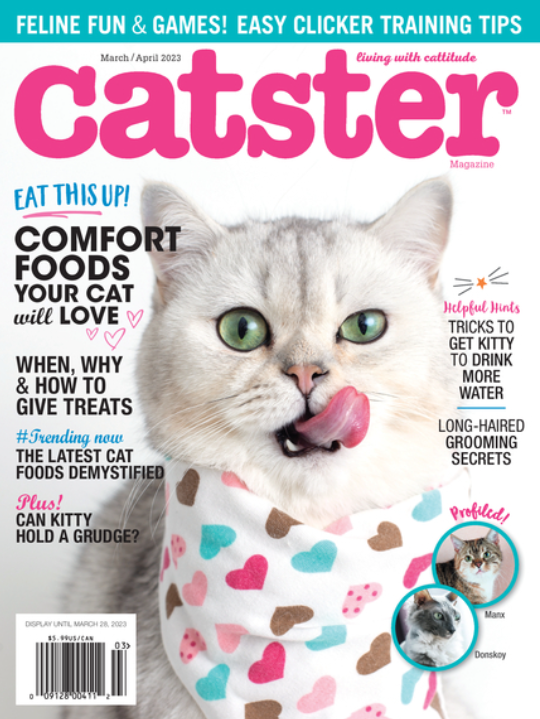 FELINE FUN & GAMES! EASY CLICKER TRAINING TIPS
March / April 2023
living with cattitude
catster™
Magazine
EAT THIS UP!
COMFORT
FOODS
YOUR CAT
will LOVE
WHEN, WHY
& HOW TO
GIVE TREATS
#Trending now
THE LATEST CAT
FOODS DEMYSTIFIED
Plus!
CAN KITTY
HOLD A GRUDGE?
Helpful Hints
TRICKS TO
GET KITTY
TO DRINK
MORE
WATER
LONG-HAIRED
GROOMING
SECRETS
Profiled!
Manx
Donskoy
DISPLAY UNTIL MARCH 28, 2023
$5.99US/CAN
03>
0 09128 00411 2